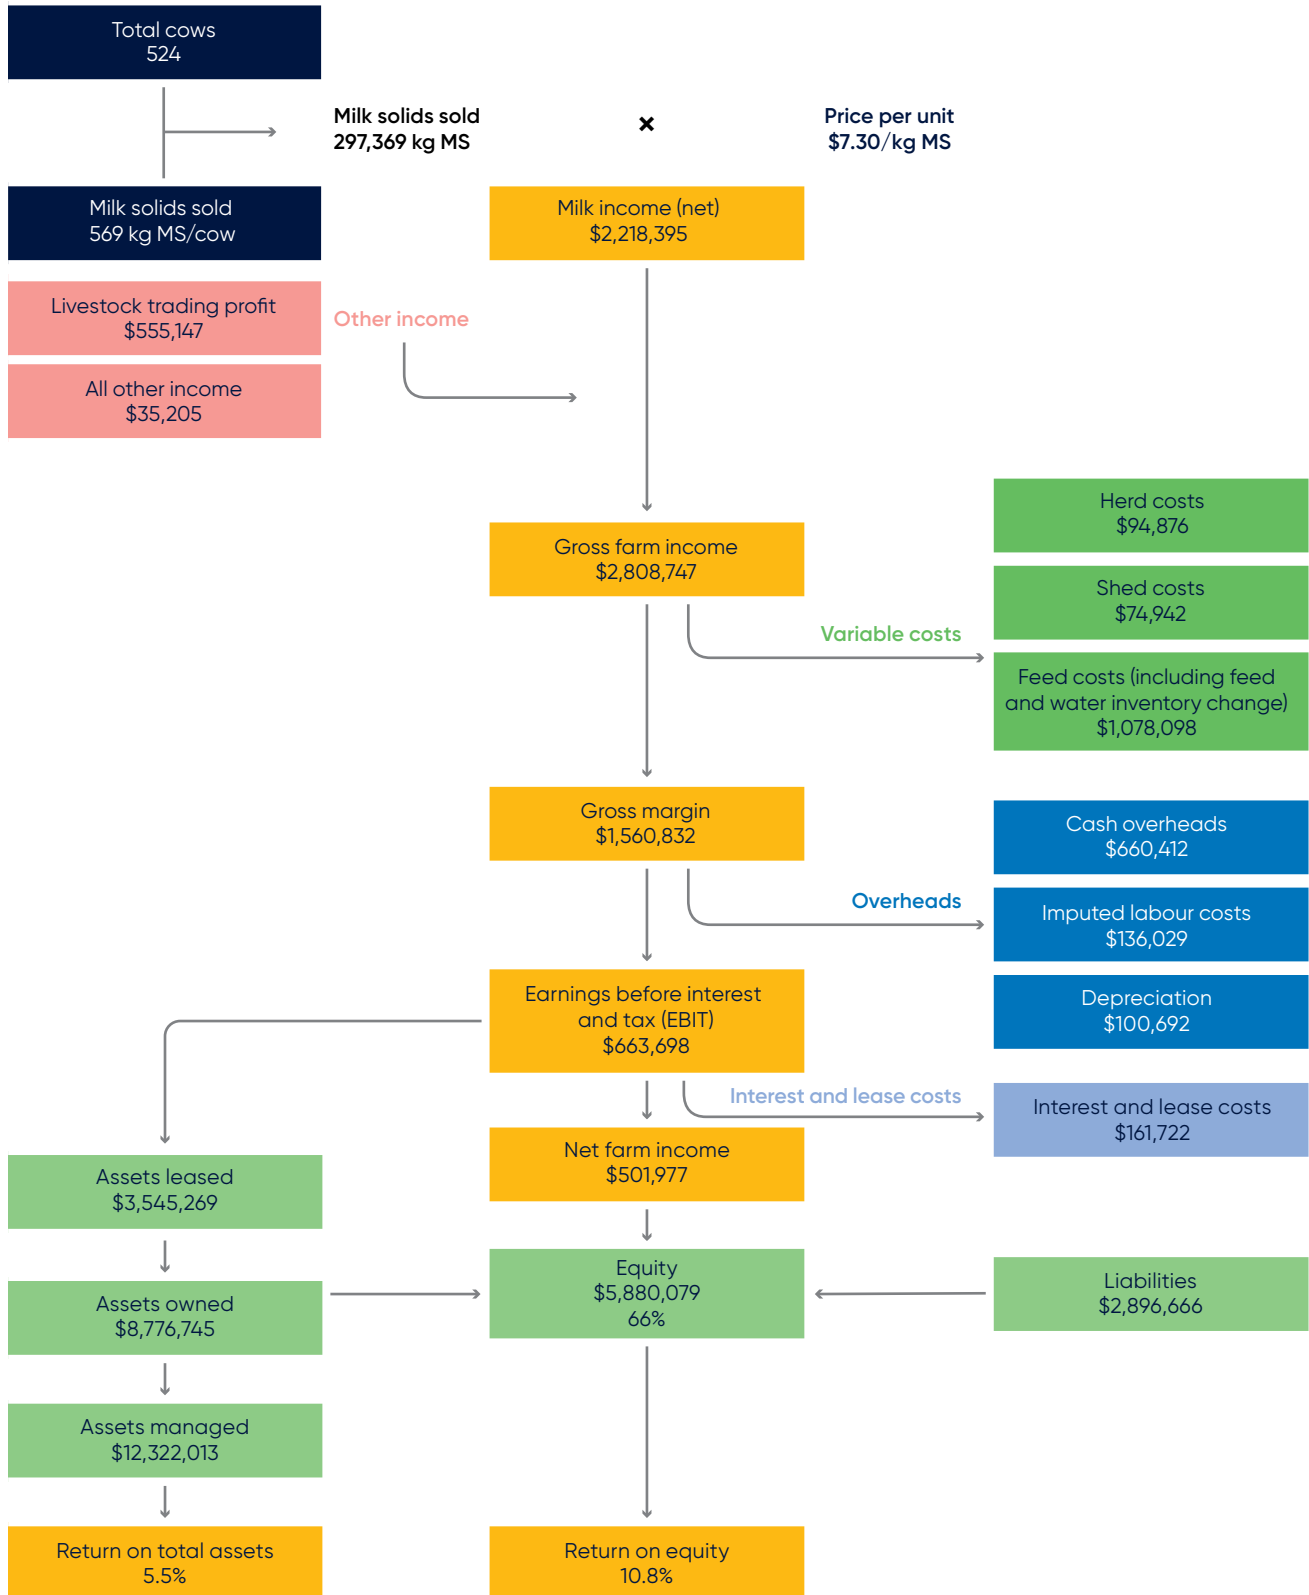 Total cows
524
Milk solids sold
297,369 kg MS
×
Price per unit
$7.30/kg MS
Milk solids sold
569 kg MS/cow
Milk income (net)
$2,218,395
Livestock trading profit
$555,147
Other income
All other income
$35,205
Herd costs
$94,876
Gross farm income
$2,808,747
Shed costs
$74,942
Variable costs
Feed costs (including feed
and water inventory change)
$1,078,098
Gross margin
$1,560,832
Cash overheads
$660,412
Overheads
Imputed labour costs
$136,029
Earnings before interest
and tax (EBIT)
$663,698
Depreciation
$100,692
Interest and lease costs
Interest and lease costs
$161,722
Net farm income
$501,977
Assets leased
$3,545,269
Equity
$5,880,079
66%
Liabilities
$2,896,666
Assets owned
$8,776,745
Assets managed
$12,322,013
Return on total assets
5.5%
Return on equity
10.8%